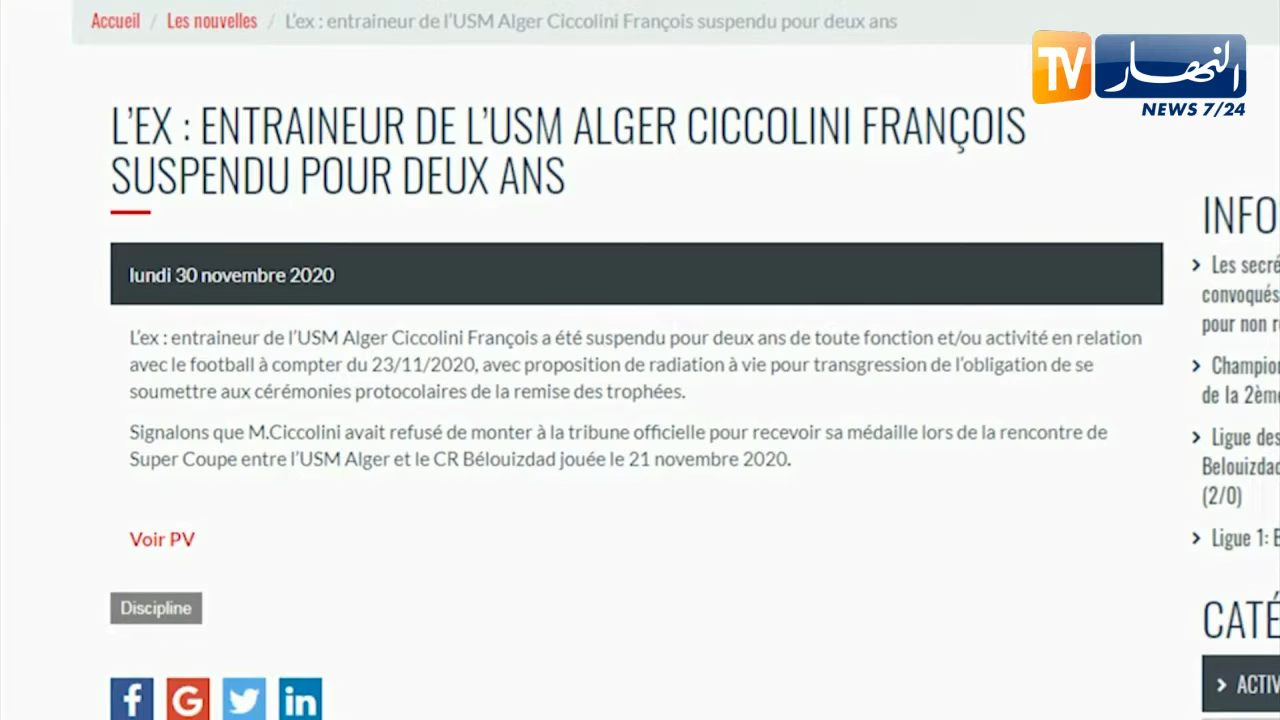 Accueil / Les nouvelles / L'ex : entraineur de l'USM Alger Ciccolini François suspendu pour deux ans
TV النهار
NEWS 7/24
L'EX : ENTRAINEUR DE L'USM ALGER CICCOLINI FRANÇOIS
SUSPENDU POUR DEUX ANS
lundi 30 novembre 2020
L'ex : entraineur de l'USM Alger Ciccolini François a été suspendu pour deux ans de toute fonction et/ou activité en relation
avec le football à compter du 23/11/2020, avec proposition de radiation à vie pour transgression de l'obligation de se
soumettre aux cérémonies protocolaires de la remise des trophées.
Signalons que M.Ciccolini avait refusé de monter à la tribune officielle pour recevoir sa médaille lors de la rencontre de
Super Coupe entre l'USM Alger et le CR Bélouizdad jouée le 21 novembre 2020.
Voir PV
Discipline
INFO
Les
convoqués
pour non
de la
Ligue des
(2/0)
Ligue 1: